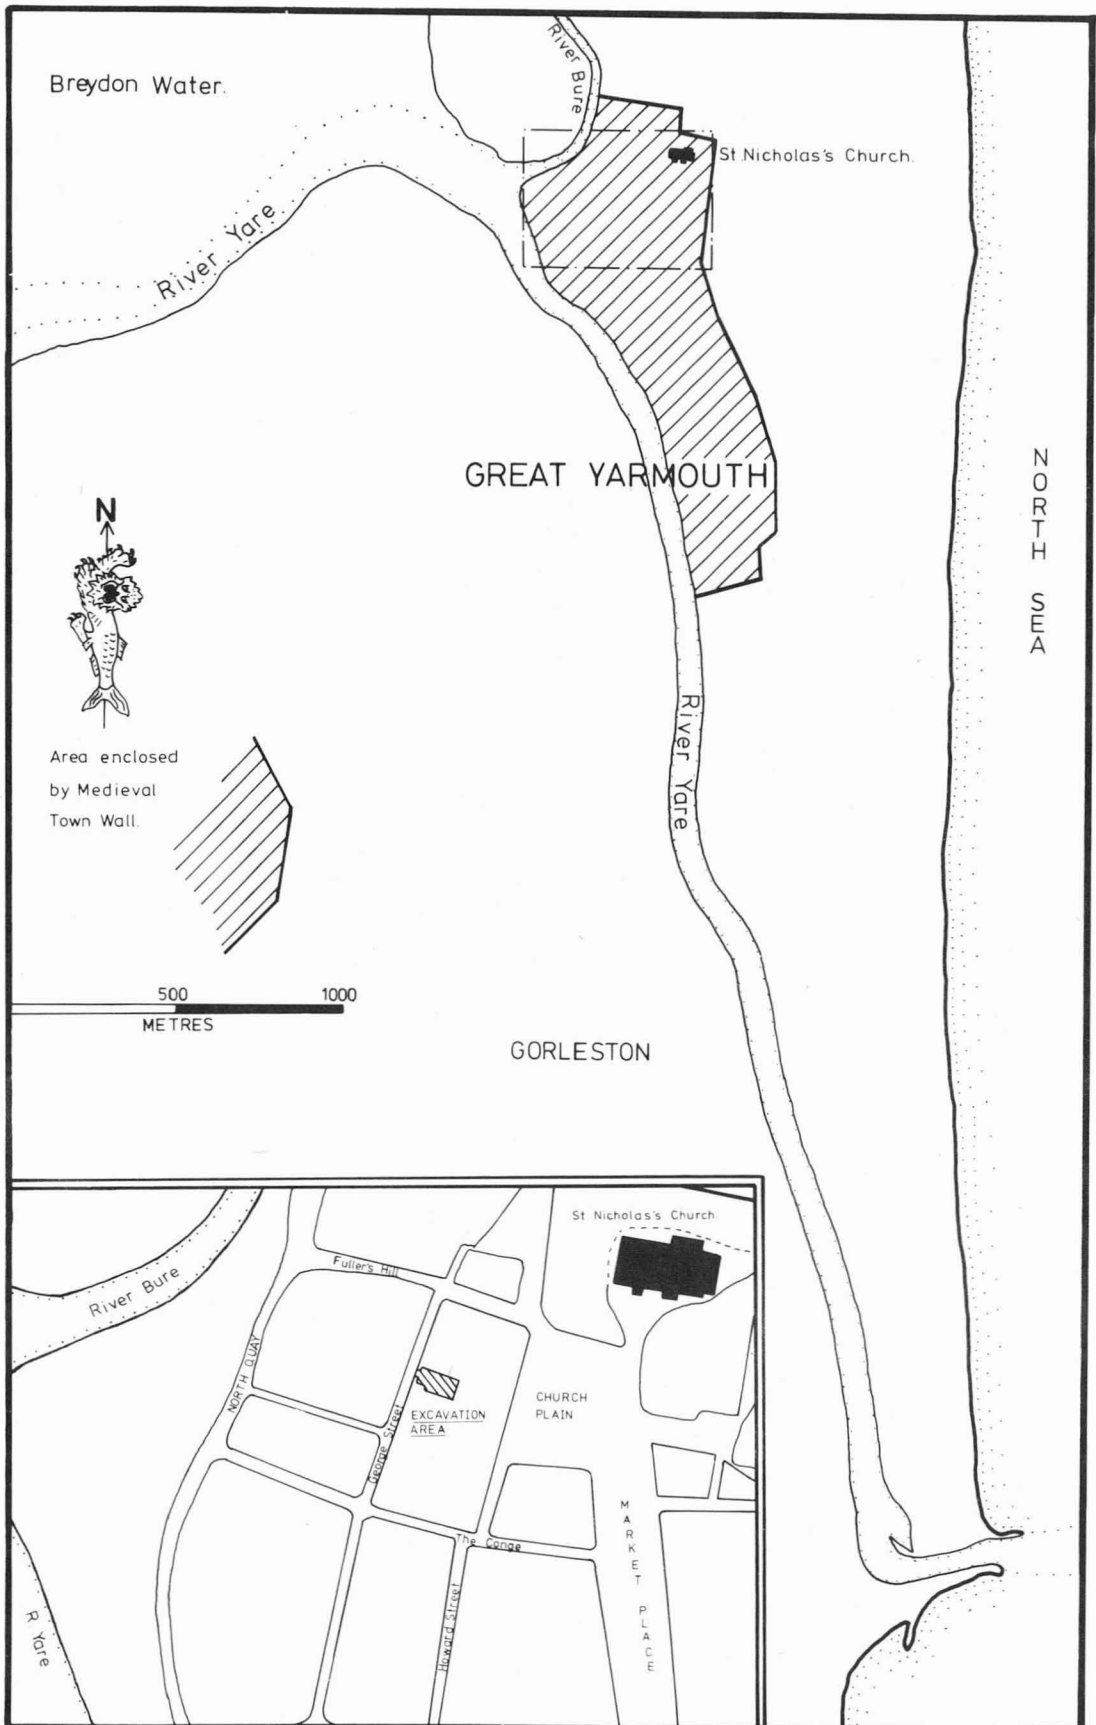 Breydon Water.
River Bure
St.Nicholas's Church.
River Yare
GREAT YARMOUTH
NORTH SEA
N
River Yare
Area enclosed
by Medieval
Town Wall.
500 1000
METRES
GORLESTON
St Nicholas's Church.
Fuller's Hill
River Bure
NORTH QUAY
CHURCH
PLAIN
EXCAVATION
AREA
George Street
The Conge
MARKET PLACE
Howard Street
R Yare